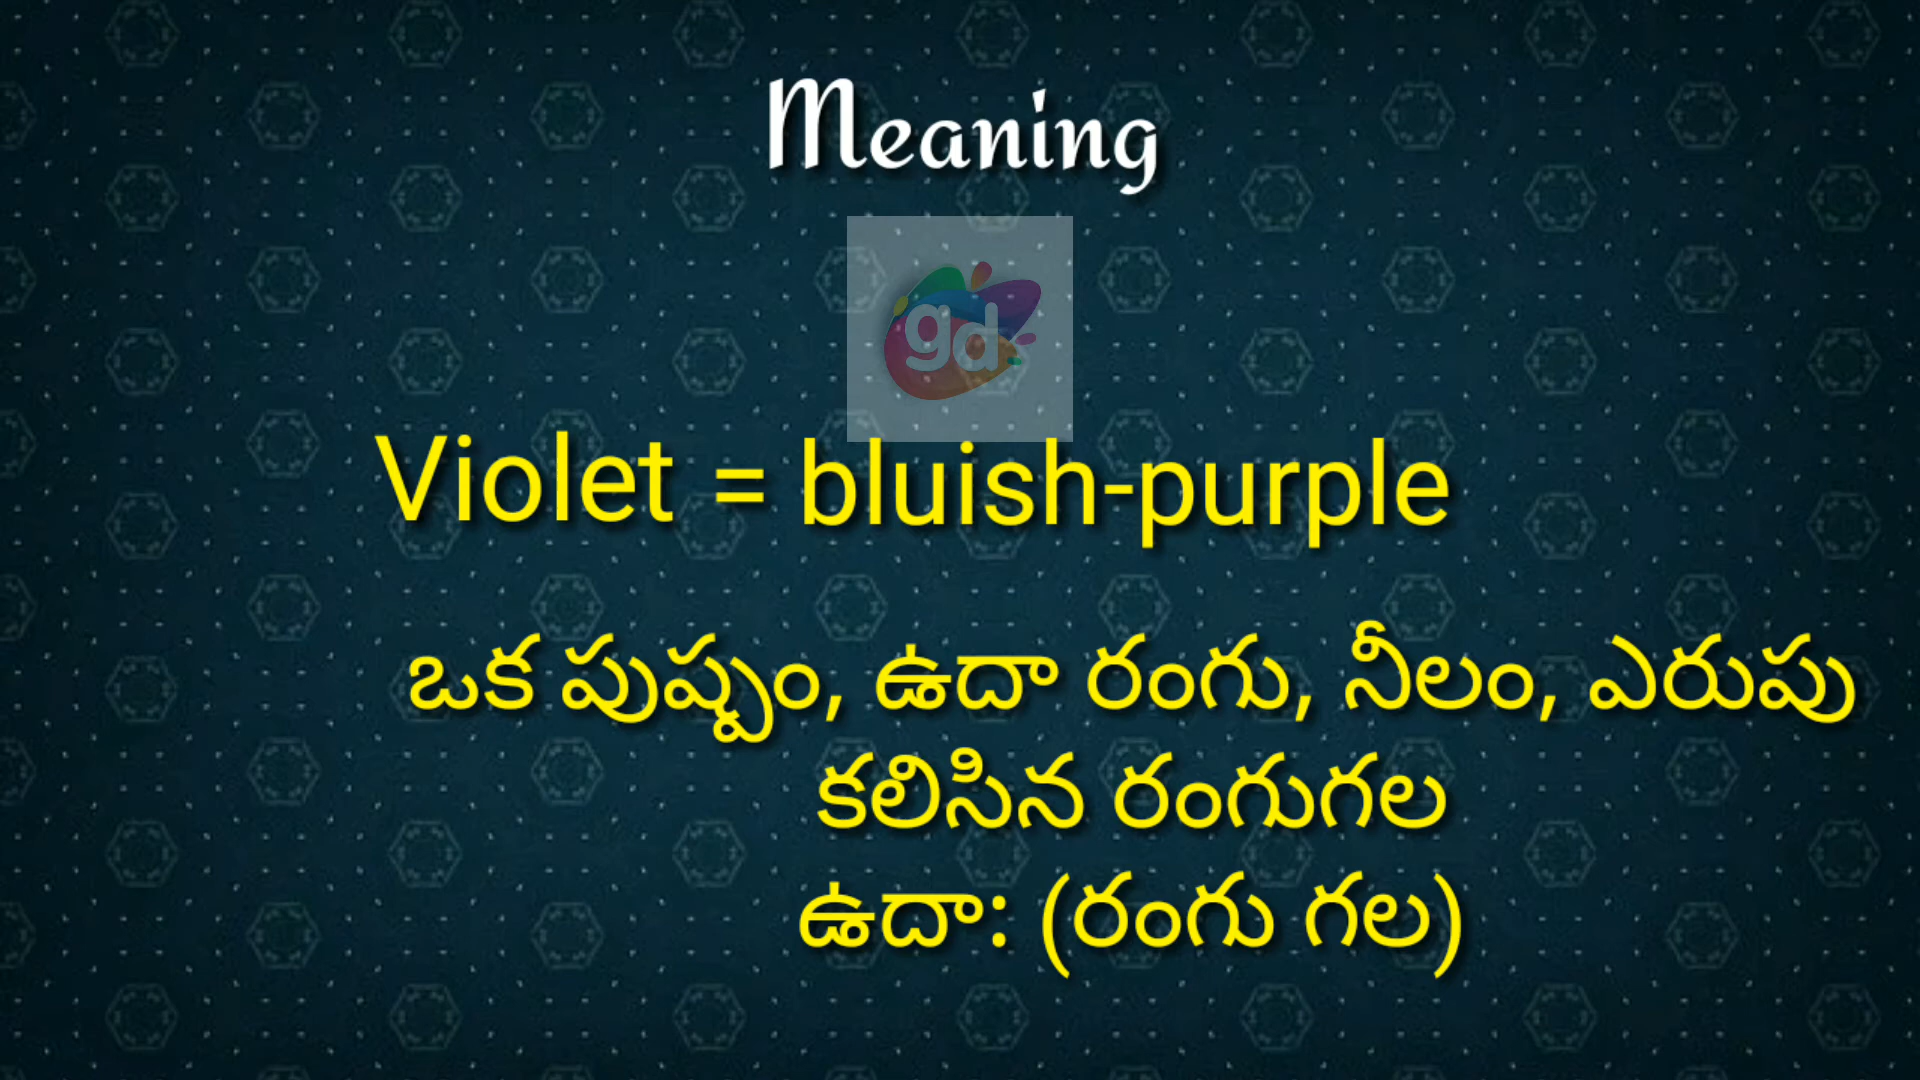 Meaning
gd
Violet = bluish-purple
ఒక పుష్పం, ఉదా రంగు, నీలం, ఎరుపు
కలిసిన రంగుగల
ఉదా: (రంగు గల)